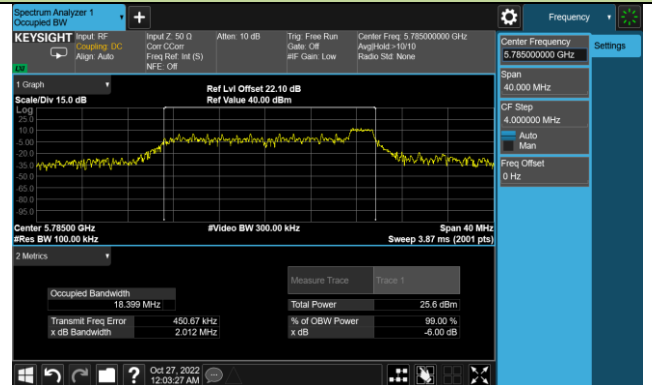 Spectrum Analyzer 1
Occupied BW
Frequency
KEYSIGHT
Input: RF
Coupling: DC
Align: Auto
Input Z: 50 Ω
Corr CCorr
Freq Ref: Int (S)
NFE: Off
Atten: 10 dB
Trig: Free Run
Gate: Off
#IF Gain: Low
Center Freq: 5.785000000 GHz
Avg|Hold:>10/10
Radio Std: None
Center Frequency
5.785000000 GHz
Settings
Span
40.000 MHz
CF Step
4.000000 MHz
Auto
Man
Freq Offset
0 Hz
1 Graph
Scale/Div 15.0 dB
Ref Lvl Offset 22.10 dB
Ref Value 40.00 dBm
Log
25.0
10.0
-5.00
-20.0
-35.0
-50.0
-65.0
-80.0
-95.0
Center 5.78500 GHz
#Video BW 300.00 kHz
Span 40 MHz
#Res BW 100.00 kHz
Sweep 3.87 ms (2001 pts)
2 Metrics
Measure Trace
Trace 1
Occupied Bandwidth
18.399 MHz
Total Power
25.6 dBm
Transmit Freq Error
450.67 kHz
% of OBW Power
99.00 %
x dB Bandwidth
2.012 MHz
x dB
-6.00 dB
Oct 27, 2022
12:03:27 AM